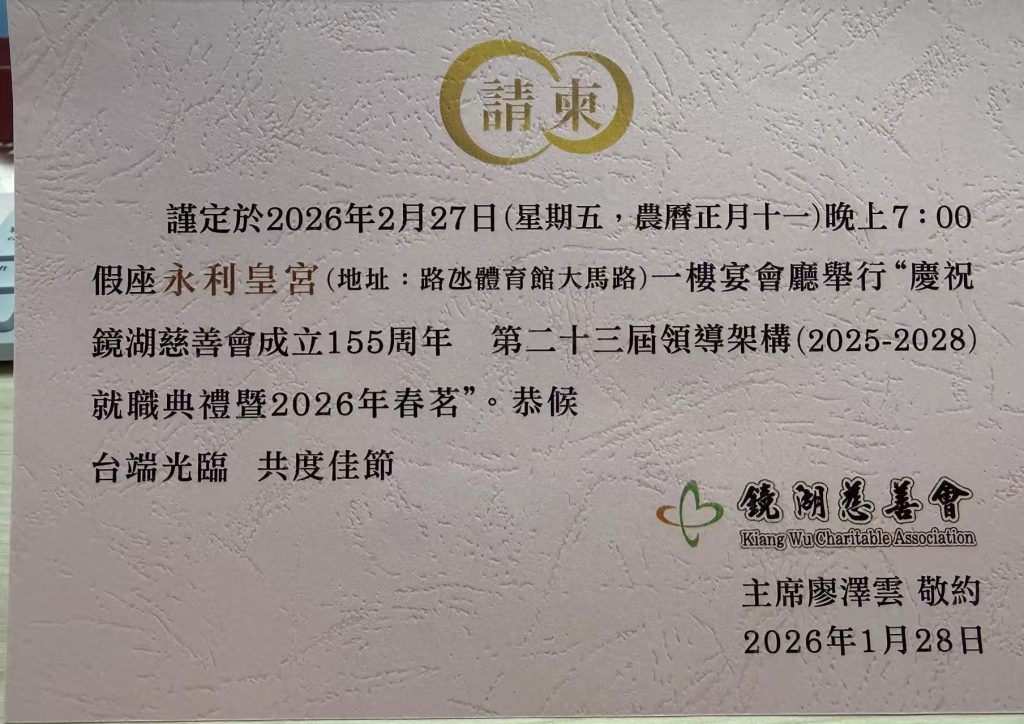 請柬
謹定於2026年2月27日(星期五，農曆正月十一)晚上7：00
假座永利皇宮(地址：路氹體育館大馬路)一樓宴會廳舉行“慶祝
鏡湖慈善會成立155周年　第二十三屆領導架構(2025-2028)
就職典禮暨2026年春茗”。恭候
台端光臨　共度佳節
鏡湖慈善會
Kiang Wu Charitable Association
主席廖澤雲 敬約
2026年1月28日